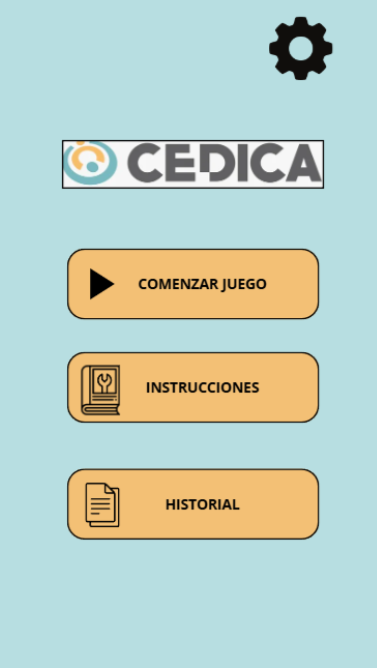 CEDICA
COMENZAR JUEGO
INSTRUCCIONES
HISTORIAL